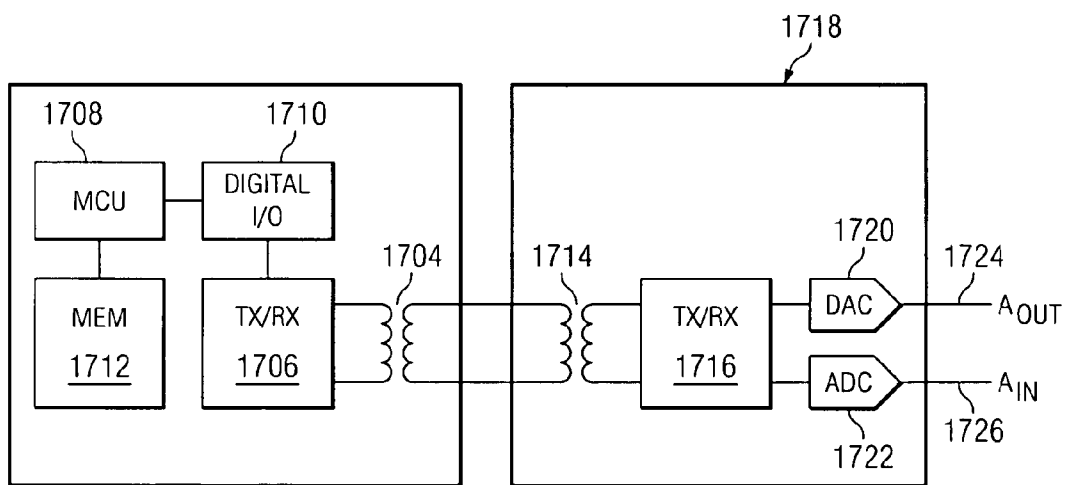 1718
1708
1710
MCU
DIGITAL
I/O
1704
1714
1720
1724
MEM
1712
TX/RX
1706
TX/RX
1716
DAC
AOUT
ADC
AIN
1722
1726